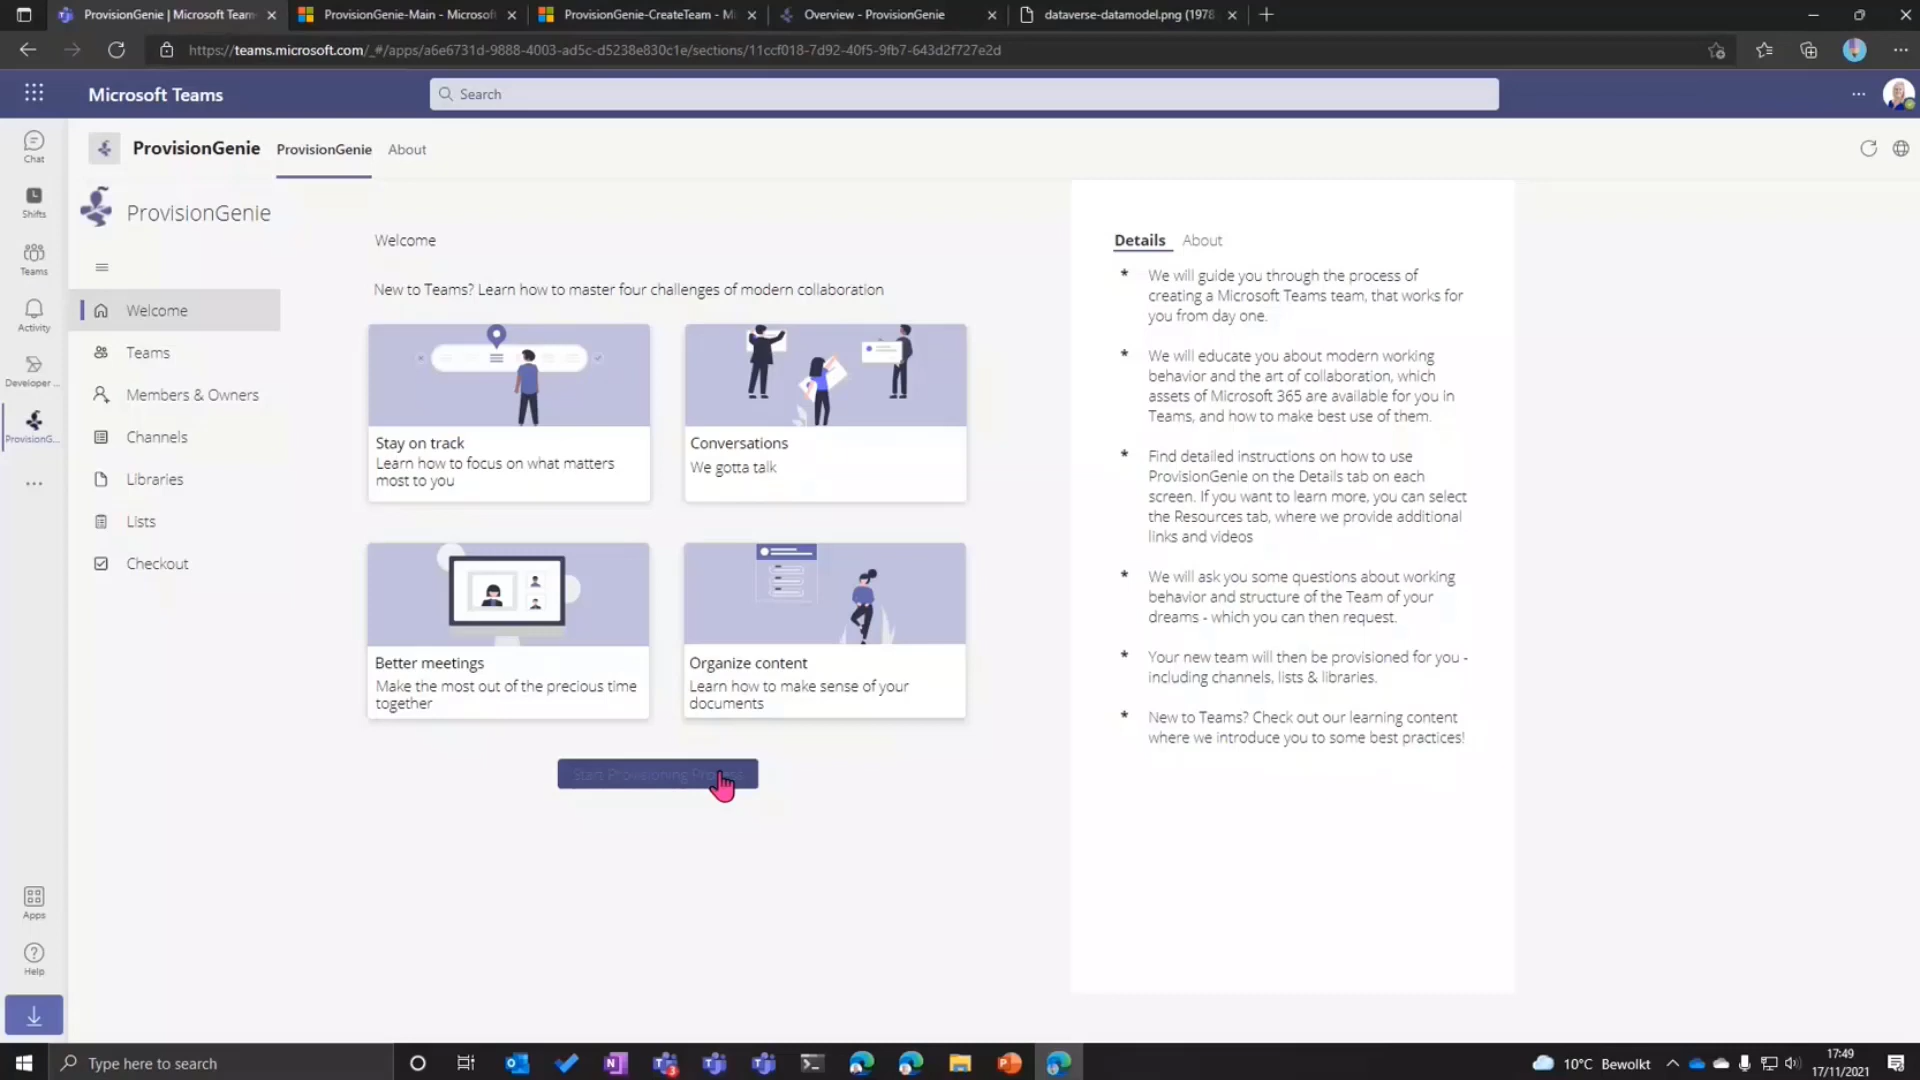 ProvisionGenie | Microsoft Team
ProvisionGenie-Main - Microsoft
ProvisionGenie-CreateTeam - Mi
Overview - ProvisionGenie
dataverse-datamodel.png (1978
https://teams.microsoft.com/_#/apps/a6e6731d-9888-4003-ad5c-d5238e830c1e/sections/11ccf018-7d92-40f5-9fb7-643d2f727e2d
Microsoft Teams
Search
Chat
Shifts
Teams
Activity
Developer ...
ProvisionG...
Apps
Help
ProvisionGenie
ProvisionGenie
About
ProvisionGenie
Welcome
Teams
Members & Owners
Channels
Libraries
Lists
Checkout
Welcome
New to Teams? Learn how to master four challenges of modern collaboration
Stay on track
Learn how to focus on what matters
most to you
Conversations
We gotta talk
Better meetings
Make the most out of the precious time
together
Organize content
Learn how to make sense of your
documents
Start Provisioning
Details
About
* We will guide you through the process of
creating a Microsoft Teams team, that works for
you from day one.
* We will educate you about modern working
behavior and the art of collaboration, which
assets of Microsoft 365 are available for you in
Teams, and how to make best use of them.
* Find detailed instructions on how to use
ProvisionGenie on the Details tab on each
screen. If you want to learn more, you can select
the Resources tab, where we provide additional
links and videos
* We will ask you some questions about working
behavior and structure of the Team of your
dreams - which you can then request.
* Your new team will then be provisioned for you -
including channels, lists & libraries.
* New to Teams? Check out our learning content
where we introduce you to some best practices!
Type here to search
10°C Bewolkt
17:49
17/11/2021